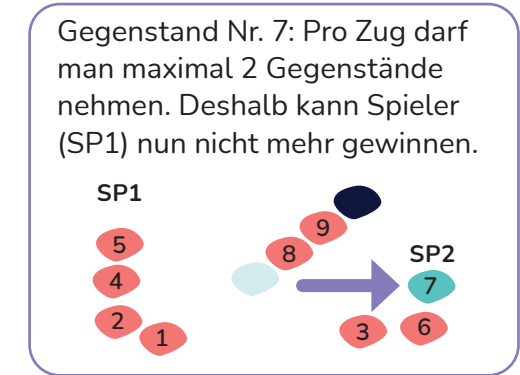 Gegenstand Nr. 7: Pro Zug darf
man maximal 2 Gegenstände
nehmen. Deshalb kann Spieler
(SP1) nun nicht mehr gewinnen.
SP1
5
4
2
1
9
8
SP2
7
3
6